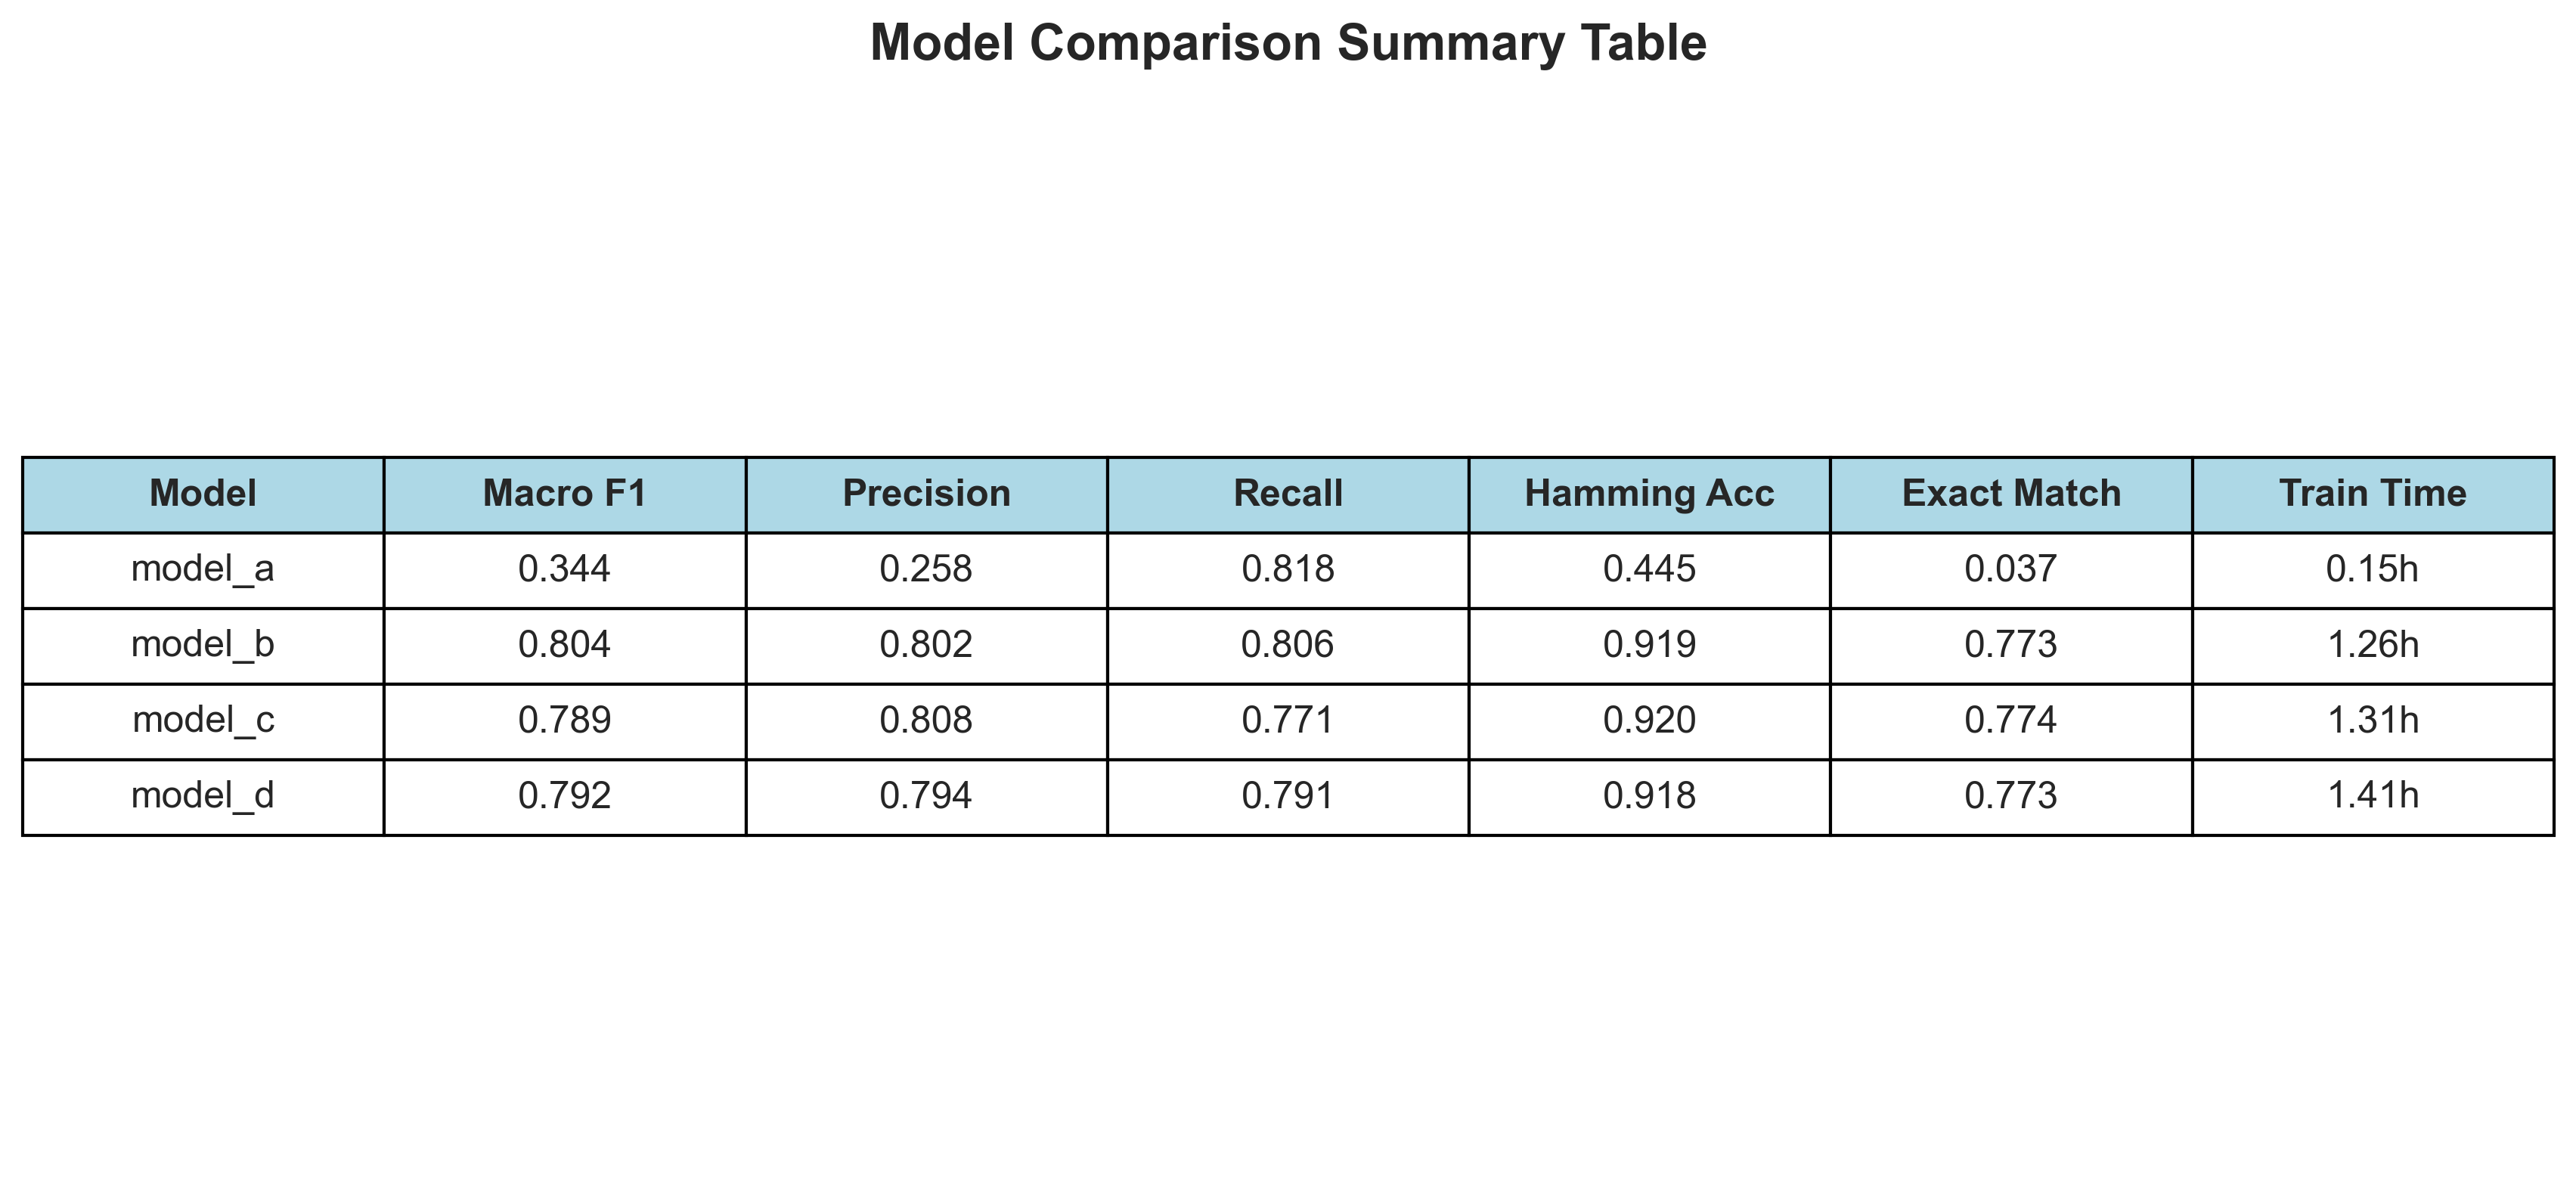 Model Comparison Summary Table
Model Macro F1 Precision Recall Hamming Acc Exact Match Train Time
model_a 0.344 0.258 0.818 0.445 0.037 0.15h
model_b 0.804 0.802 0.806 0.919 0.773 1.26h
model_c 0.789 0.808 0.771 0.920 0.774 1.31h
model_d 0.792 0.794 0.791 0.918 0.773 1.41h